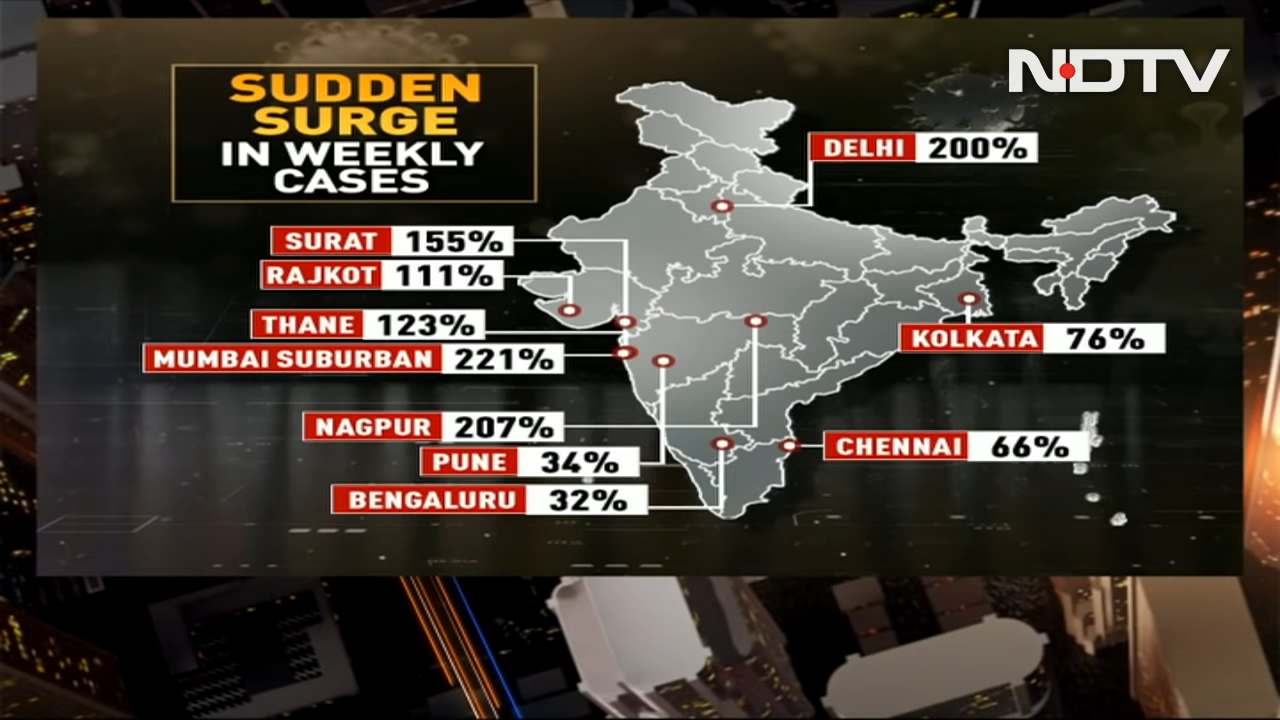 NDTV
SUDDEN
SURGE
IN WEEKLY
CASES
DELHI 200%
SURAT 155%
RAJKOT 111%
THANE 123%
MUMBAI SUBURBAN 221%
KOLKATA 76%
NAGPUR 207%
CHENNAI 66%
PUNE 34%
BENGALURU 32%